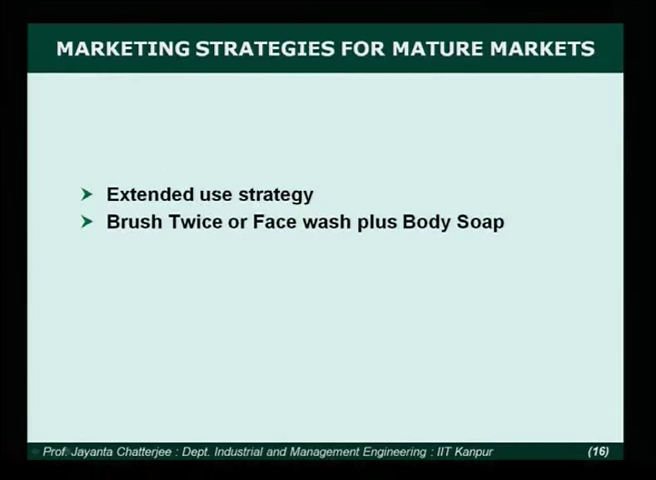 MARKETING STRATEGIES FOR MATURE MARKETS
Extended use strategy
Brush Twice or Face wash plus Body Soap
Prof. Jayanta Chatterjee : Dept. Industrial and Management Engineering : IIT Kanpur (16)